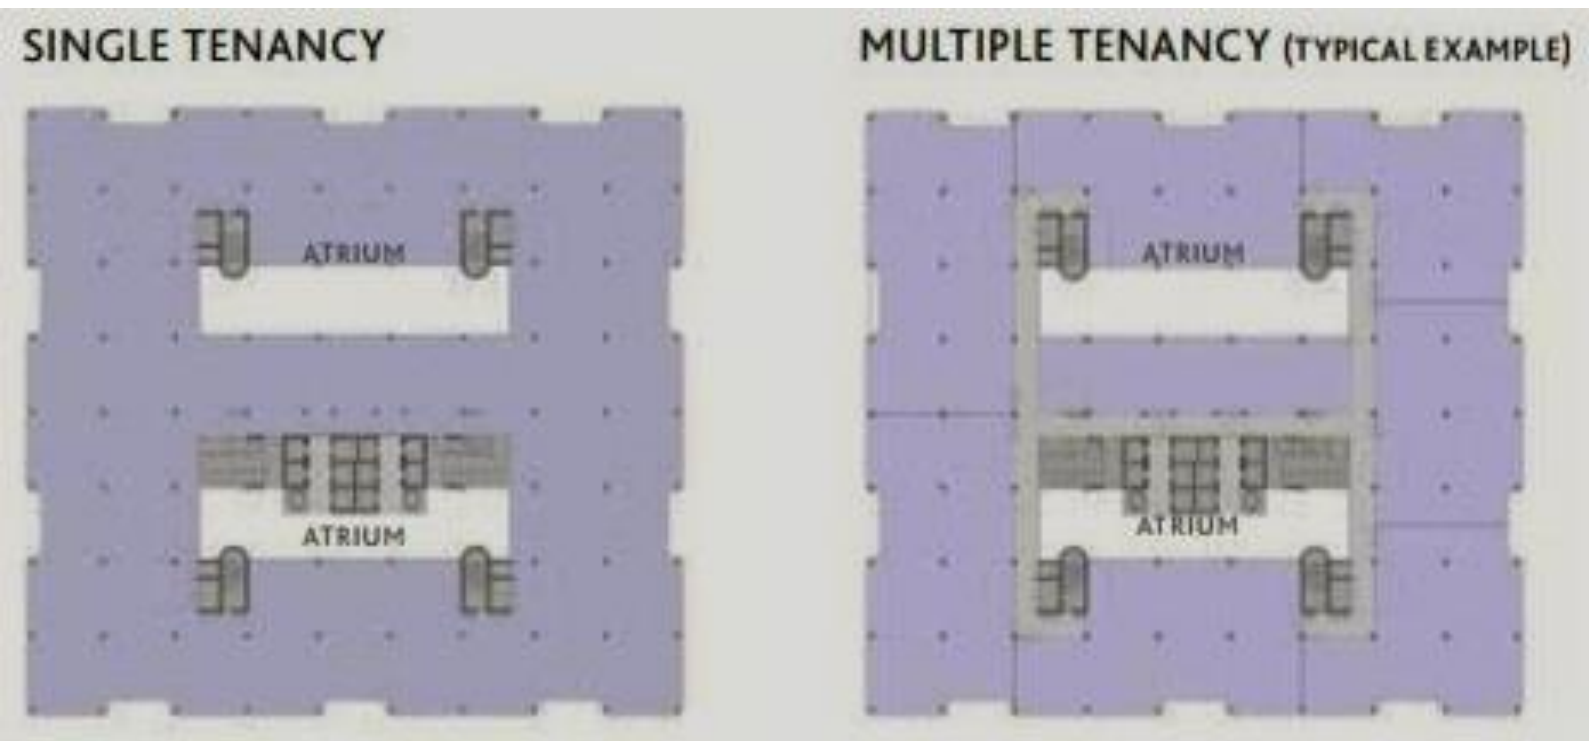 SINGLE TENANCY
MULTIPLE TENANCY (TYPICAL EXAMPLE)
ATRIUM
ATRIUM
ATRIUM
ATRIUM